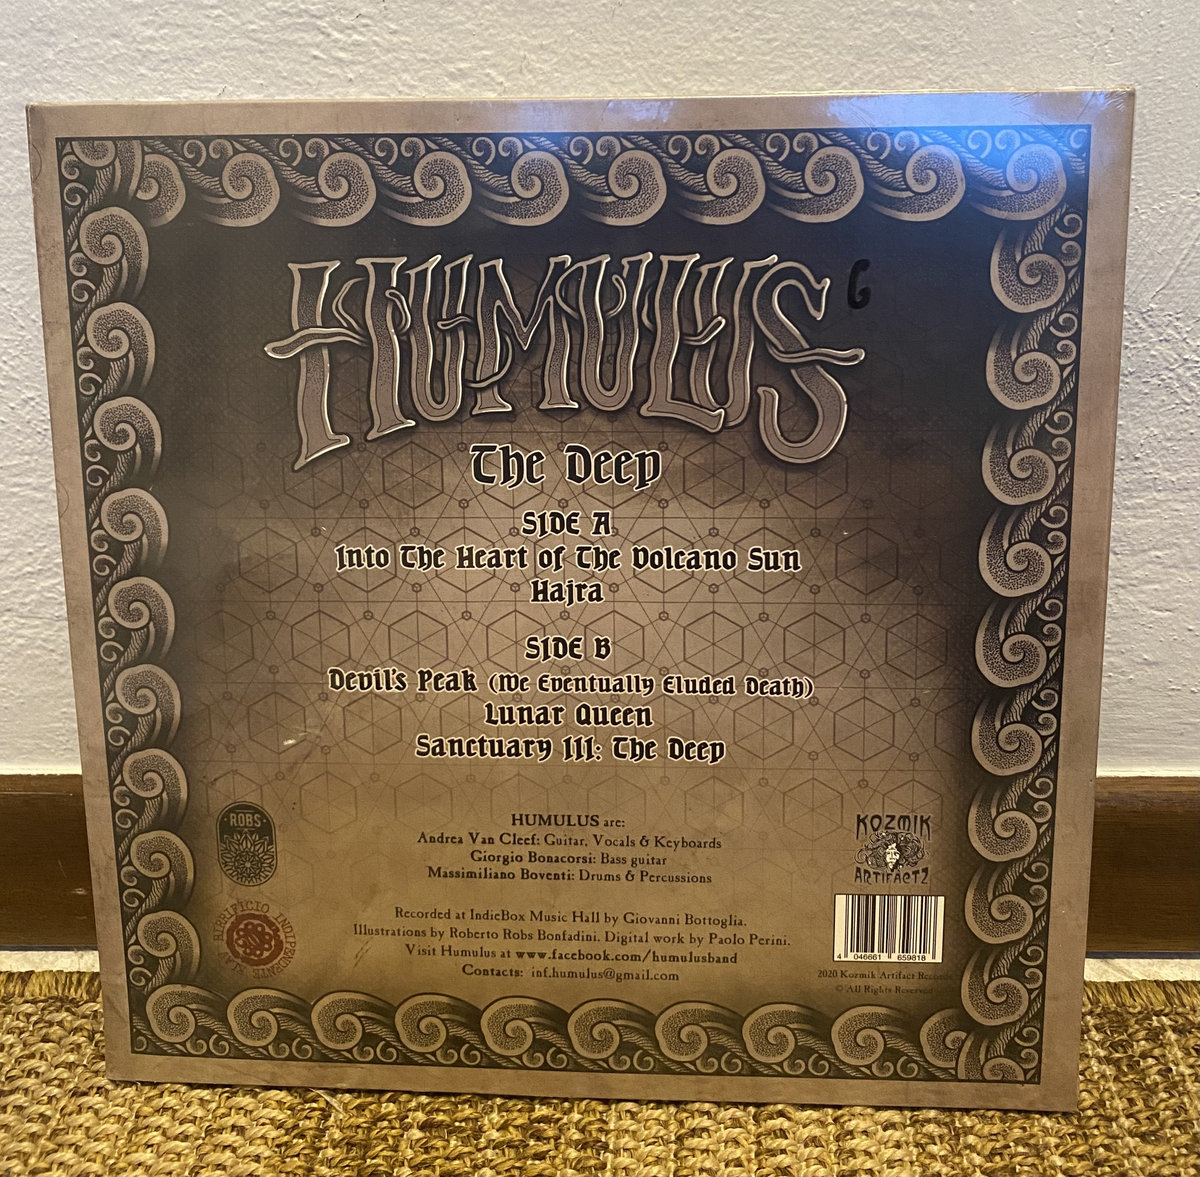 HUMULUS
G
The Deep
SIDE A
Into The Heart of The Volcano Sun
Hajra
SIDE B
Devil's Peak (We Eventually Eluded Death)
Lunar Queen
Sanctuary III: The Deep
HUMULUS are:
Andrea Van Cleef: Guitar, Vocals & Keyboards
Giorgio Bonacorsi: Bass guitar
Massimiliano Boventi: Drums & Percussions
Recorded at IndieBox Music Hall by Giovanni Bottoglia.
Illustrations by Roberto Robs Bonfadini. Digital work by Paolo Perini.
Visit Humulus at www.facebook.com/humulusband
Contacts: inf.humulus@gmail.com
·ROBS·
BIRRIFICIO INDIPENDENTE ELAV
KOZMIK
ARTIFACTZ
4 046661 659818
2020 Kozmik Artifact Records
© All Rights Reserved